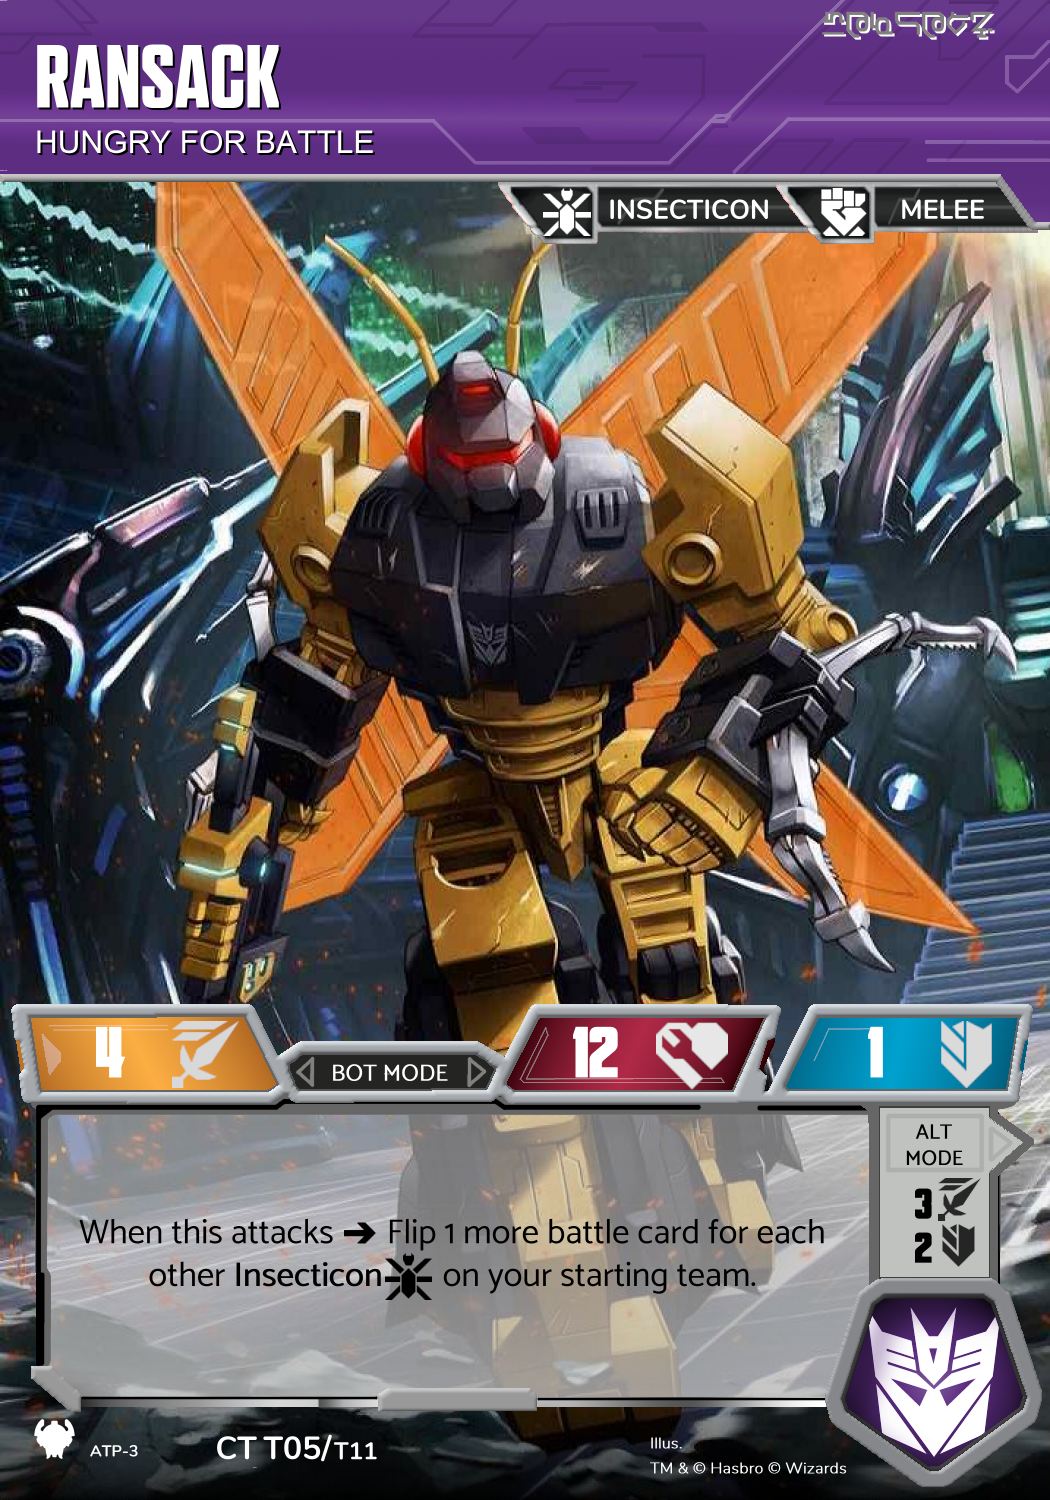 RANSACK
HUNGRY FOR BATTLE
INSECTICON
MELEE
4
BOT MODE
12
1
ALT
MODE
3
2
When this attacks ➔ Flip 1 more battle card for each
other Insecticon on your starting team.
ATP-3
CT T05/T11
Illus.
TM & © Hasbro © Wizards